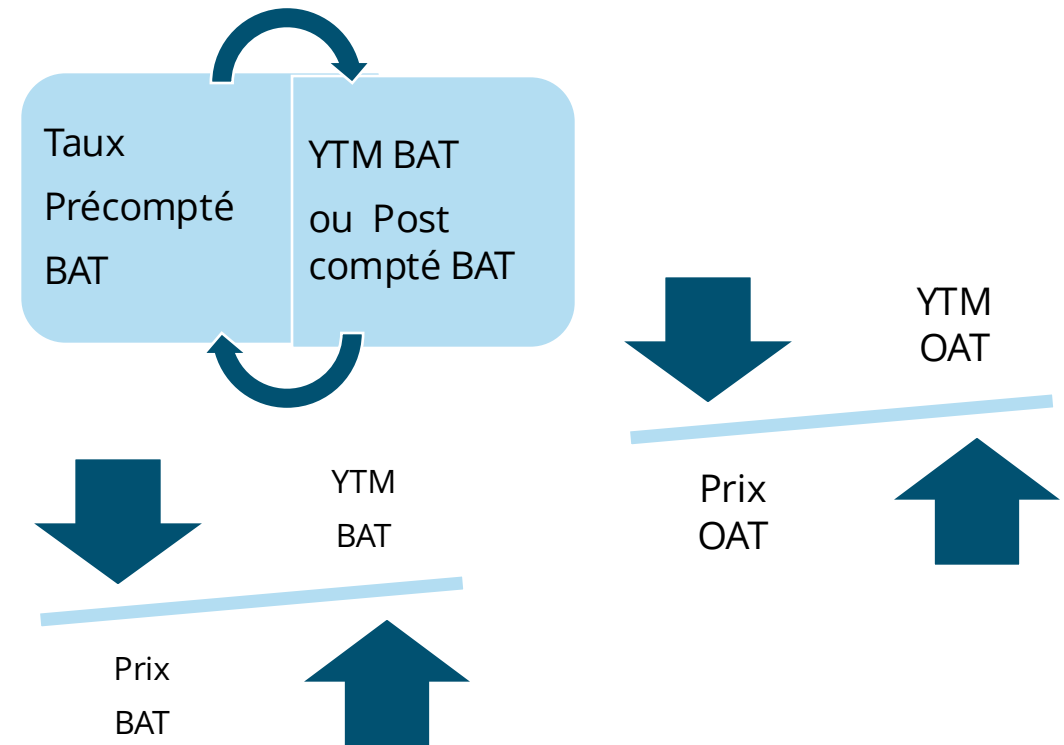 Taux
Précompté
BAT
YTM BAT
ou Post
compté BAT
YTM
OAT
Prix
OAT
YTM
BAT
Prix
BAT